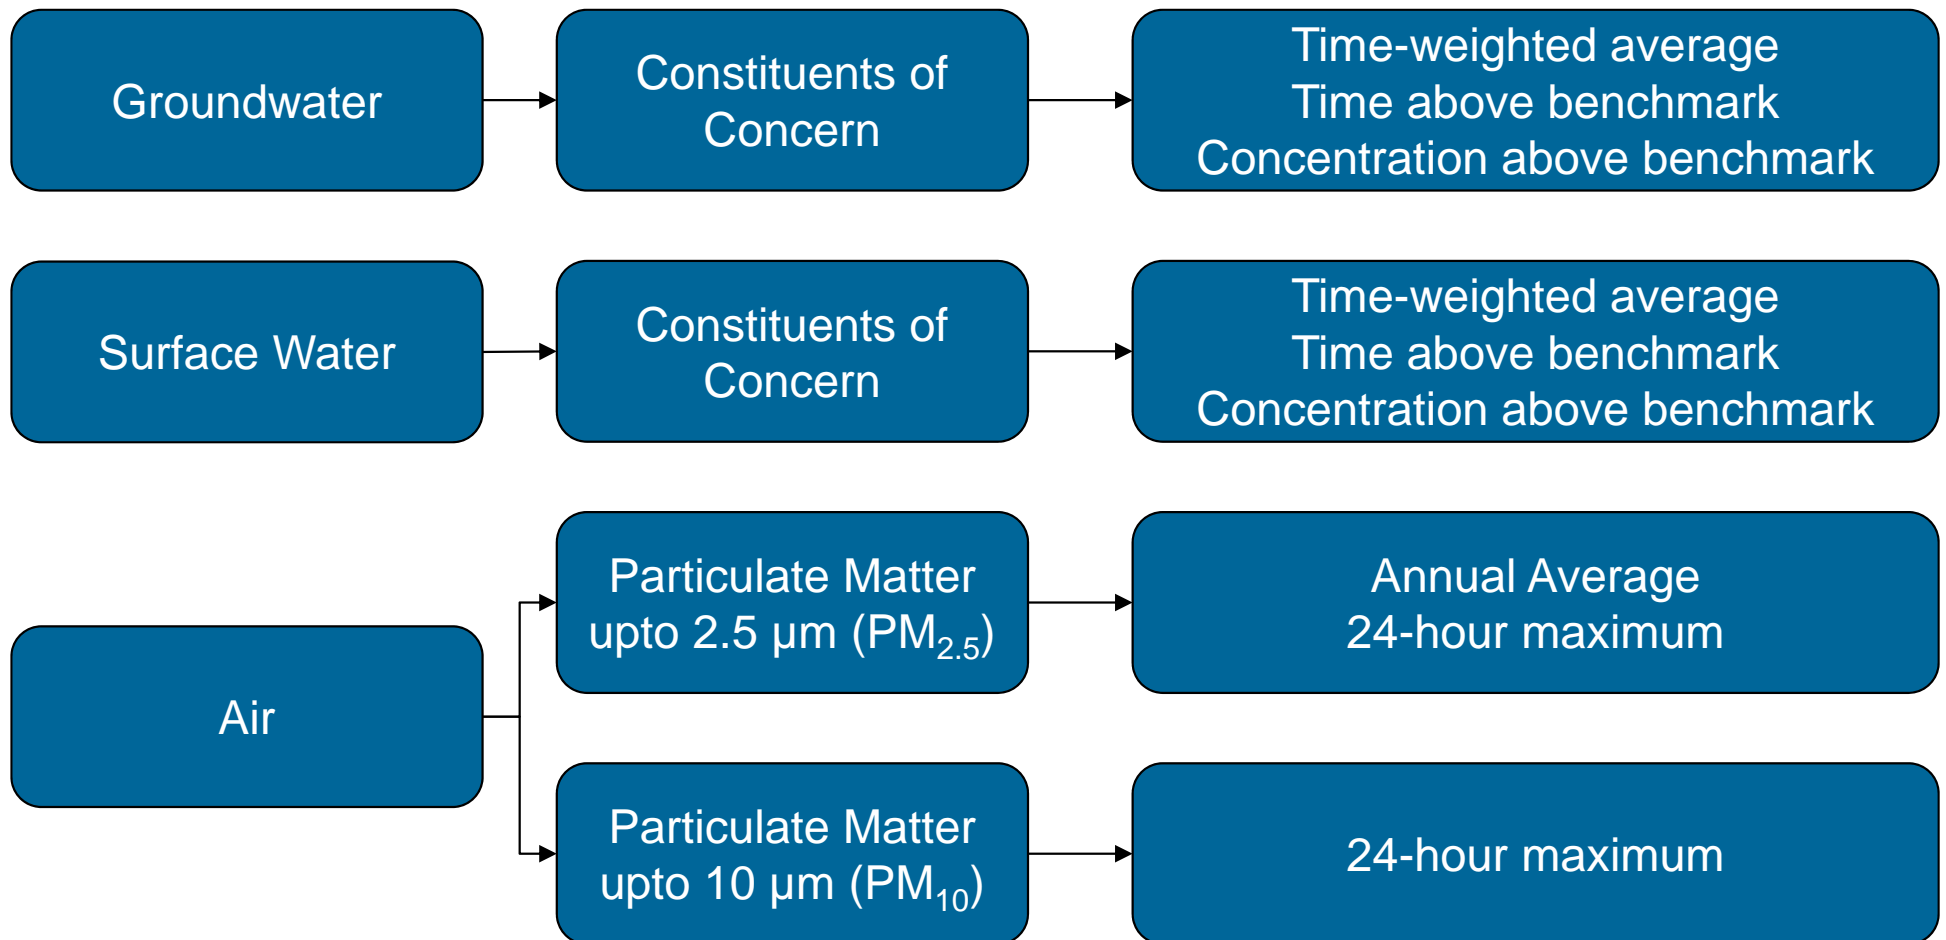 Groundwater
Constituents of
Concern
Time-weighted average
Time above benchmark
Concentration above benchmark
Surface Water
Constituents of
Concern
Time-weighted average
Time above benchmark
Concentration above benchmark
Air
Particulate Matter
upto 2.5 µm (PM2.5)
Annual Average
24-hour maximum
Particulate Matter
upto 10 µm (PM10)
24-hour maximum